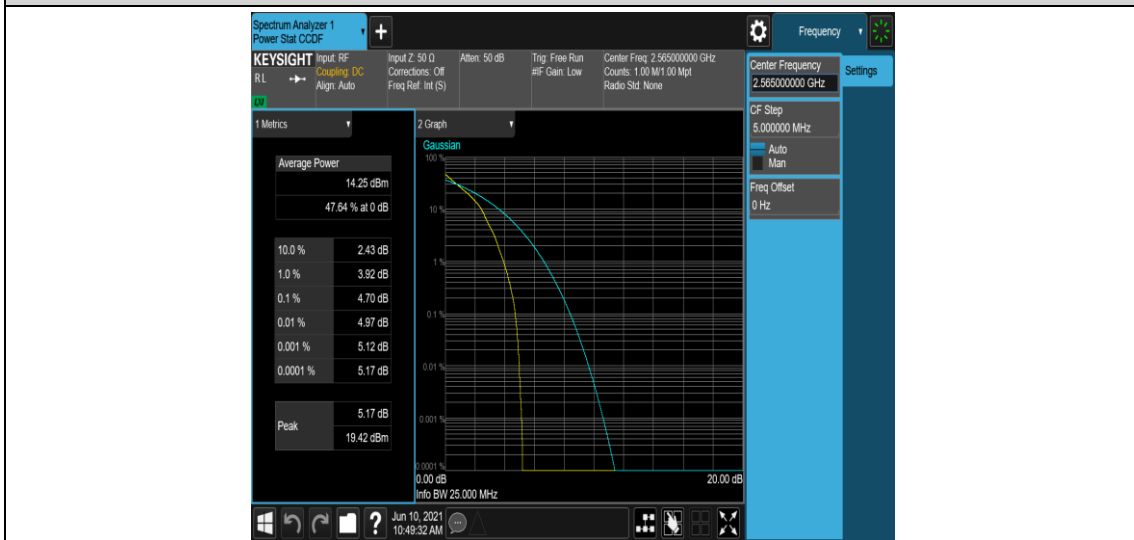 Spectrum Analyzer 1
Power Stat CCDF
+
Frequency
KEYSIGHT
RL
Input: RF
Coupling: DC
Align: Auto
Input Z: 50 Ω
Corrections: Off
Freq Ref: Int (S)
Atten: 50 dB
Trig: Free Run
#IF Gain: Low
Center Freq: 2.565000000 GHz
Counts: 1.00 M/1.00 Mpt
Radio Std: None
Center Frequency
2.565000000 GHz
Settings
CF Step
5.000000 MHz
Auto
Man
Freq Offset
0 Hz
1 Metrics
Average Power
14.25 dBm
47.64 % at 0 dB
10.0 % 2.43 dB
1.0 % 3.92 dB
0.1 % 4.70 dB
0.01 % 4.97 dB
0.001 % 5.12 dB
0.0001 % 5.17 dB
Peak
5.17 dB
19.42 dBm
2 Graph
Gaussian
100 %
10 %
1 %
0.1 %
0.01 %
0.001 %
0.0001 %
0.00 dB 20.00 dB
Info BW 25.000 MHz
?
Jun 10, 2021
10:49:32 AM